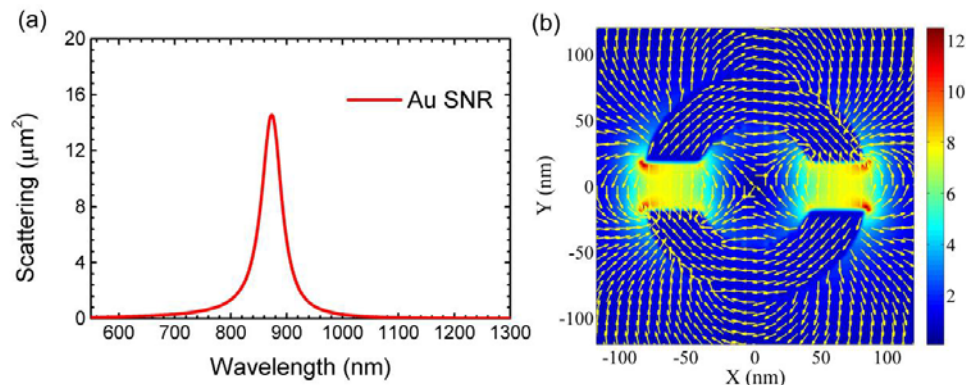 (a)
20
16
12
8
4
0
Scattering (μm²)
Au SNR
600 700 800 900 1000 1100 1200 1300
Wavelength (nm)
(b)
100
50
0
-50
-100
Y (nm)
-100 -50 0 50 100
X (nm)
12
10
8
6
4
2